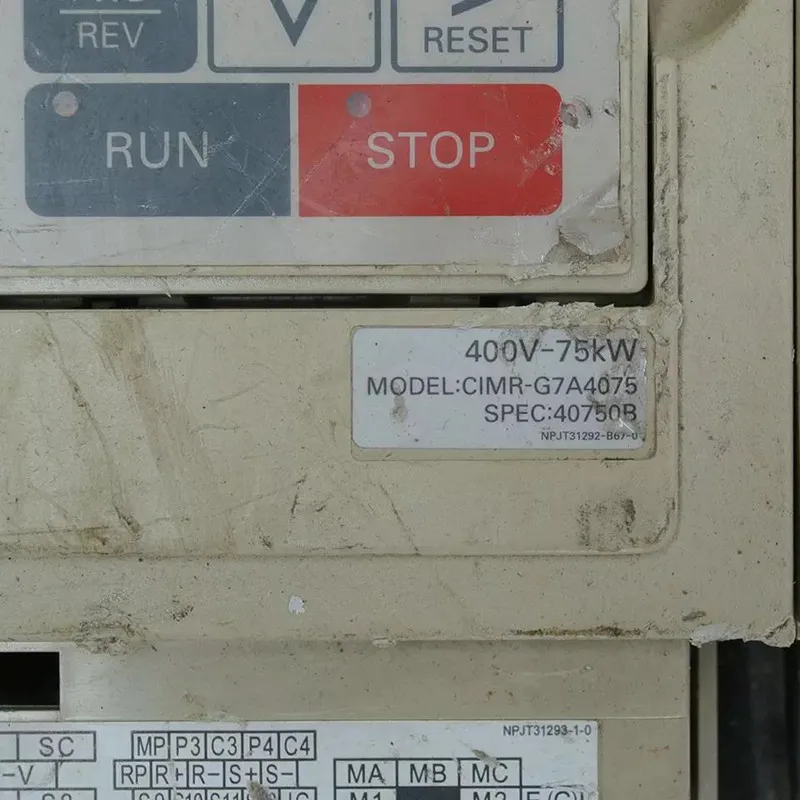 REV
RESET
RUN
STOP
400V-75kW
MODEL:CIMR-G7A4075
SPEC:40750B
NPJT31292-B67-0
NPJT31293-1-0
SC MP P3 C3 P4 C4
-V RP R+ R- S+ S- MA MB MC